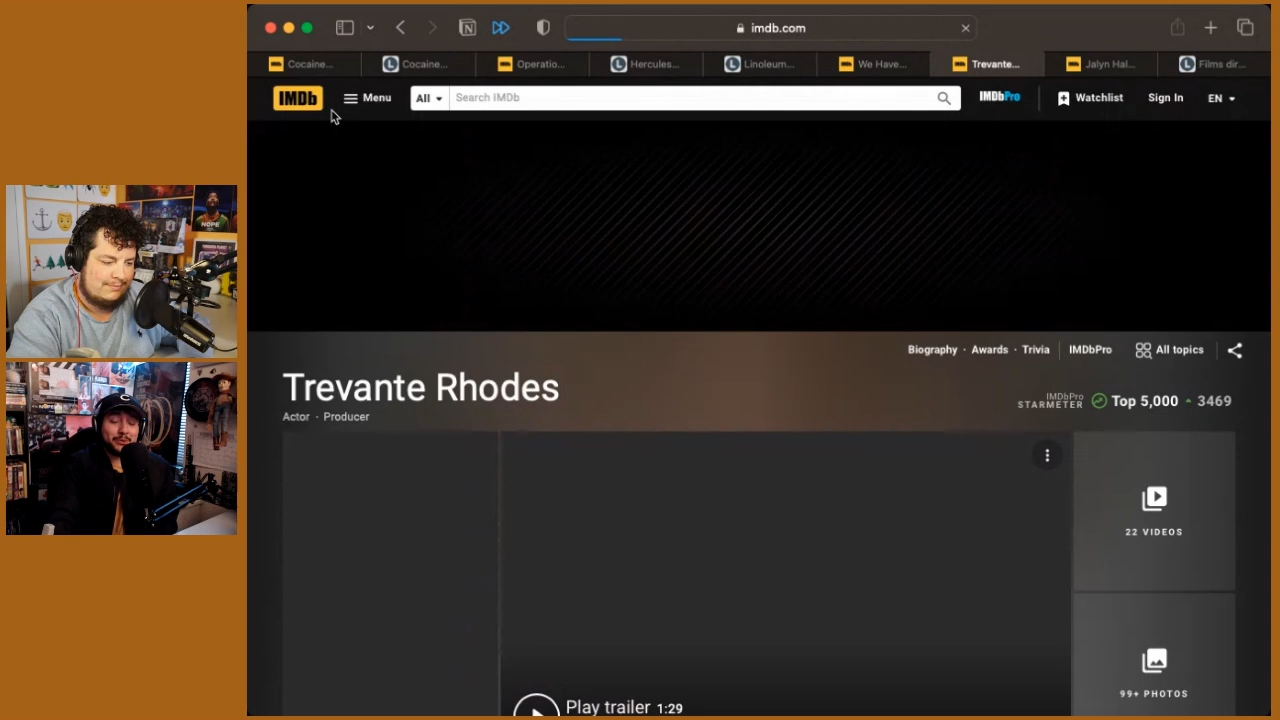 imdb.com
Cocaine...
Cocaine...
Operatio...
Hercules...
Linoleum...
We Have...
Trevante...
Jalyn Hal...
Films dir...
IMDb
Menu
All
Search IMDb
IMDbPro
Watchlist
Sign In
EN
Biography · Awards · Trivia
IMDbPro
All topics
Trevante Rhodes
Actor · Producer
IMDbPro
STARMETER
Top 5,000
3469
22 VIDEOS
99+ PHOTOS
Play trailer 1:29
NOPE